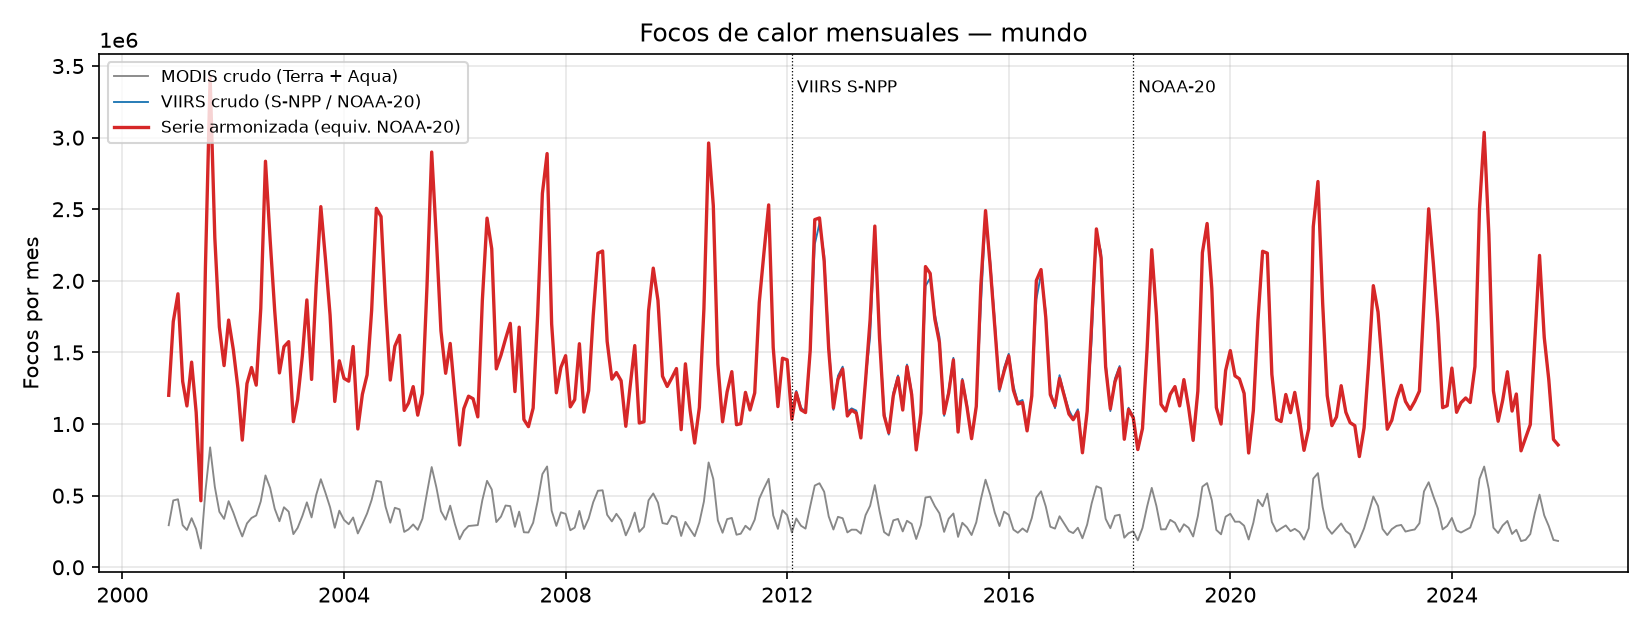 Focos de calor mensuales — mundo
1e6
Focos por mes
3.5
3.0
2.5
2.0
1.5
1.0
0.5
0.0
MODIS crudo (Terra + Aqua)
VIIRS crudo (S-NPP / NOAA-20)
Serie armonizada (equiv. NOAA-20)
VIIRS S-NPP
NOAA-20
2000
2004
2008
2012
2016
2020
2024